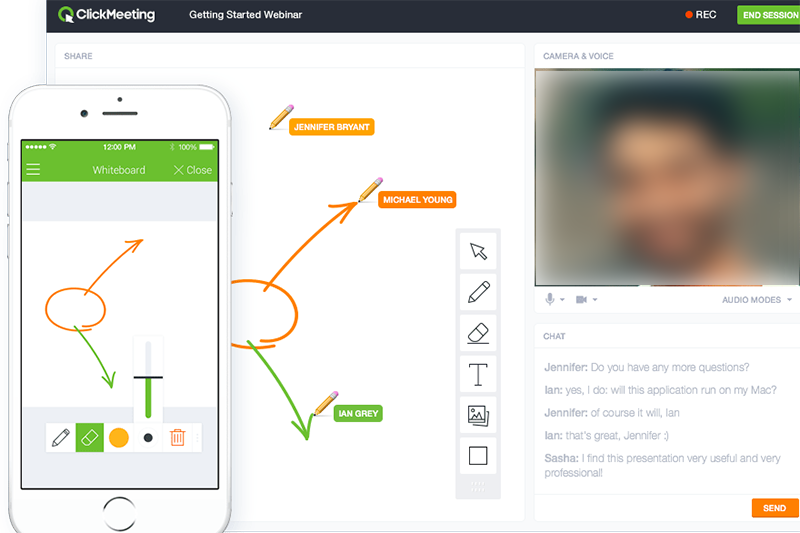 ClickMeeting
Getting Started Webinar
REC
END SESSION
SHARE
CAMERA & VOICE
JENNIFER BRYANT
MICHAEL YOUNG
IAN GREY
12:00 PM
100%
Whiteboard
Close
T
AUDIO MODES
CHAT
Jennifer: Do you have any more questions?
Ian: yes, I do: will this application run on my Mac?
Jennifer: of course it will, Ian
Ian: that's great, Jennifer ;)
Sasha: I find this presentation very useful and very
professional!
SEND